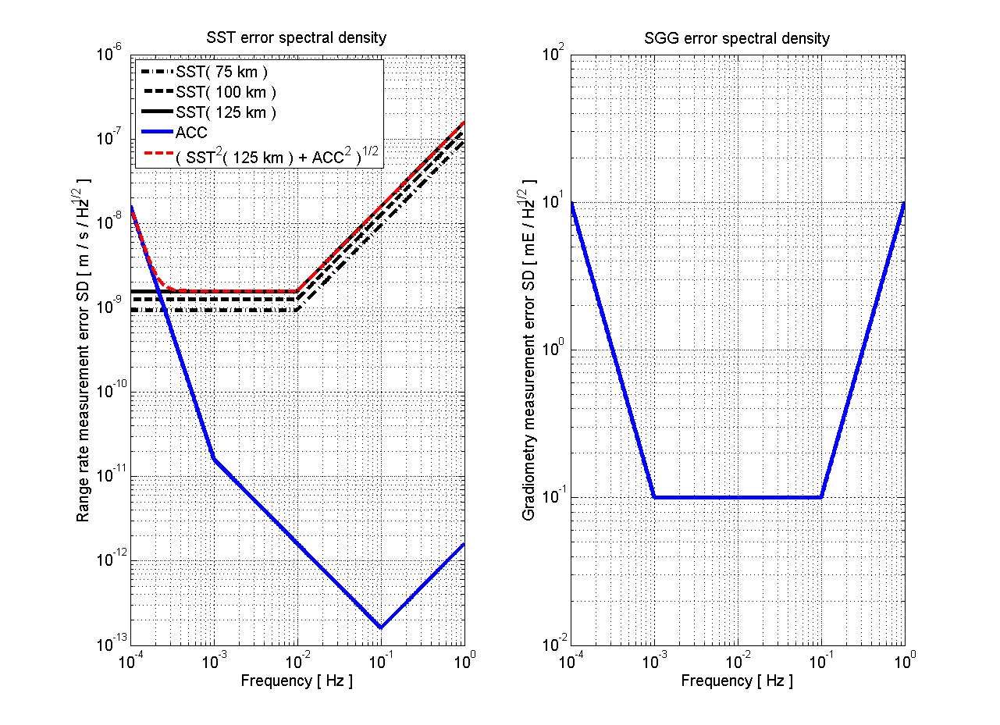 SST error spectral density
10^-6
10^-7
10^-8
10^-9
10^-10
10^-11
10^-12
10^-13
SST( 75 km )
SST( 100 km )
SST( 125 km )
ACC
( SST^2( 125 km ) + ACC^2 )^1/2
Range rate measurement error SD [ m / s / Hz^1/2 ]
10^-4 10^-3 10^-2 10^-1 10^0
Frequency [ Hz ]
SGG error spectral density
10^2
10^1
10^0
10^-1
10^-2
Gradiometry measurement error SD [ mE / Hz^1/2 ]
10^-4 10^-3 10^-2 10^-1 10^0
Frequency [ Hz ]